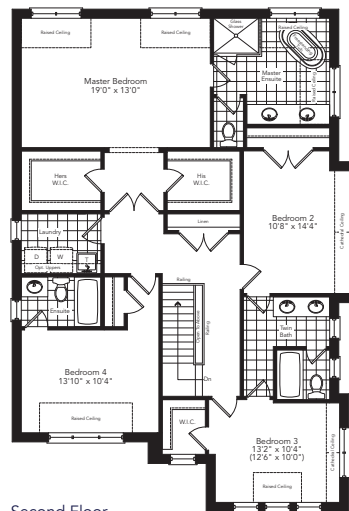 Raised Ceiling
Raised Ceiling
Glass
Shower
Raised Ceiling
Raised Ceiling
Master Bedroom
19'0" x 13'0"
Master
Ensuite
Hers
W.I.C.
His
W.I.C.
Bedroom 2
10'8" x 14'4"
Cathedral Ceiling
Laundry
D
W
T
Opt. Uppers
Linen
Railing
Open To Above
Railing
Dn
Ensuite
Twin
Bath
Bedroom 4
13'10" x 10'4"
Raised Ceiling
W.I.C.
Bedroom 3
13'2" x 10'4"
(12'6" x 10'0")
Cathedral Ceiling
Raised Ceiling
Second Floor